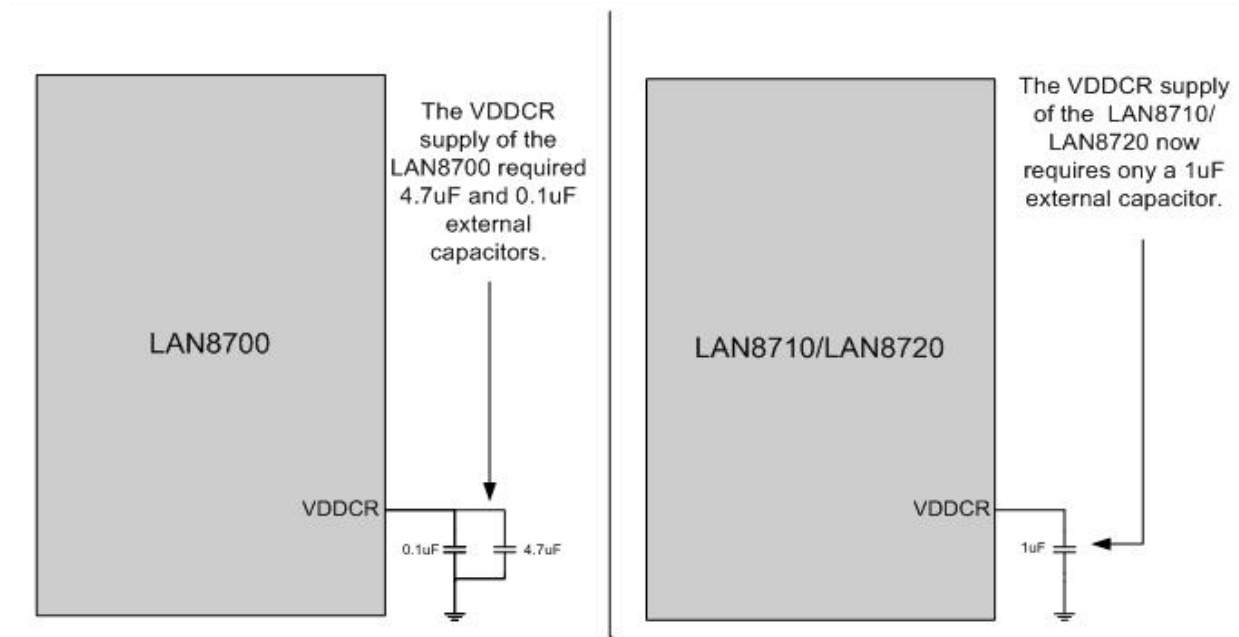 The VDDCR
supply of the
LAN8700 required
4.7uF and 0.1uF
external
capacitors.
LAN8700
VDDCR
0.1uF
4.7uF
The VDDCR supply
of the LAN8710/
LAN8720 now
requires ony a 1uF
external capacitor.
LAN8710/LAN8720
VDDCR
1uF